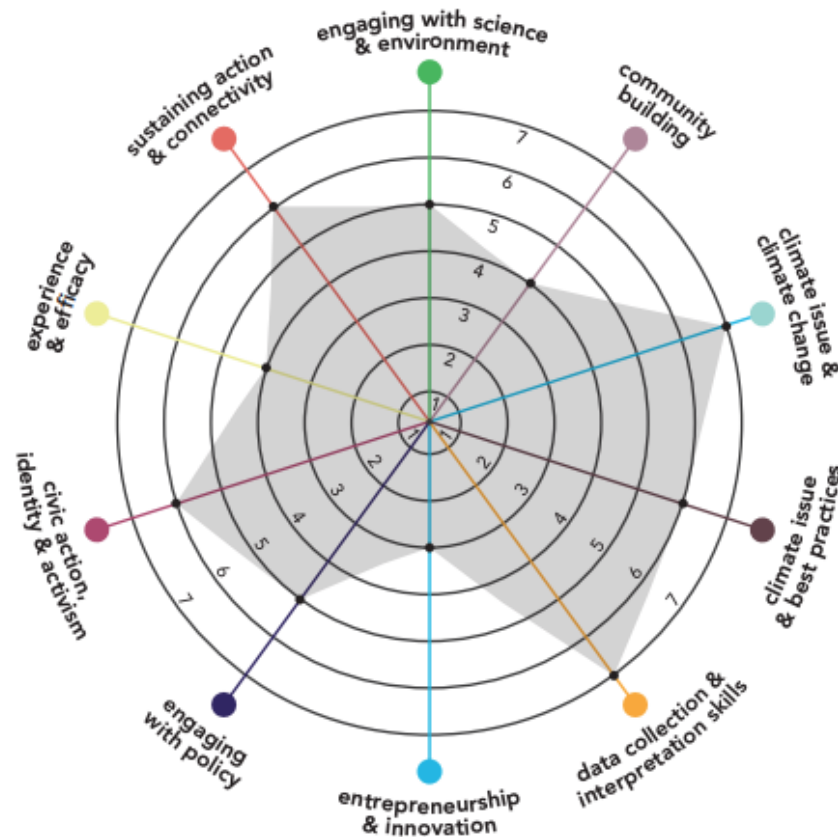 engaging with science
& environment
community
building
climate issue &
climate change
climate issue
& best practices
data collection &
interpretation skills
entrepreneurship
& innovation
engaging
with policy
civic action,
identity & activism
experience
& efficacy
sustaining action
& connectivity
7
6
5
4
3
2
1
1
2
3
4
5
6
7
1
2
3
4
5
6
7